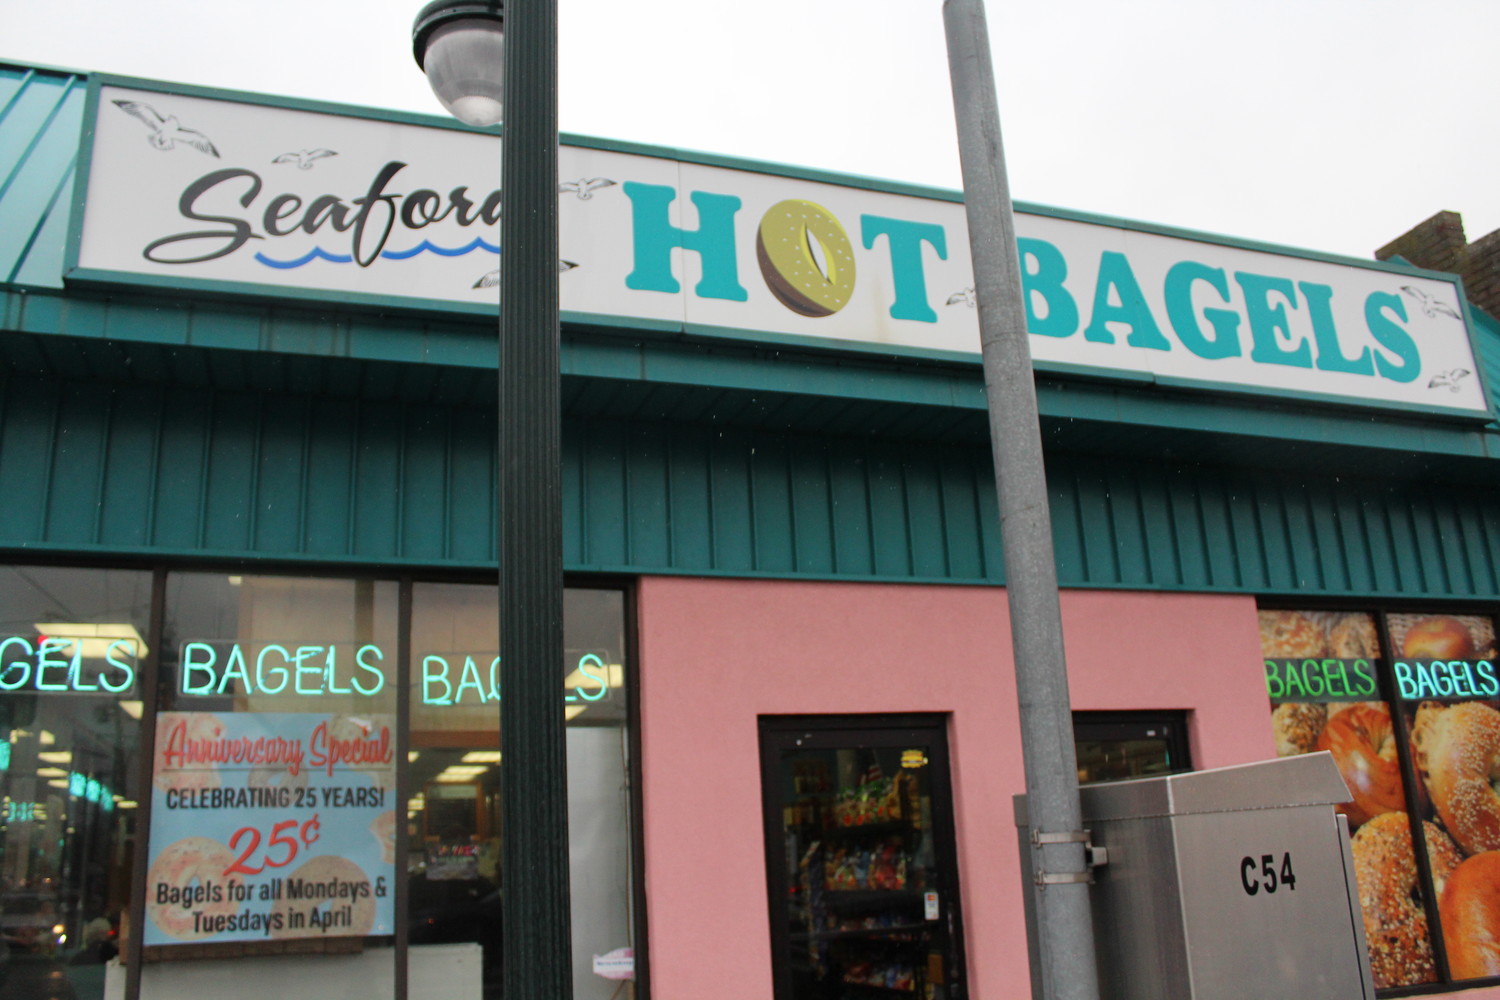 Seaford HOT BAGELS
GELS BAGELS BAGELS BAGELS BAGELS
Anniversary Special
CELEBRATING 25 YEARS!
25¢
Bagels for all Mondays &
Tuesdays in April
C54